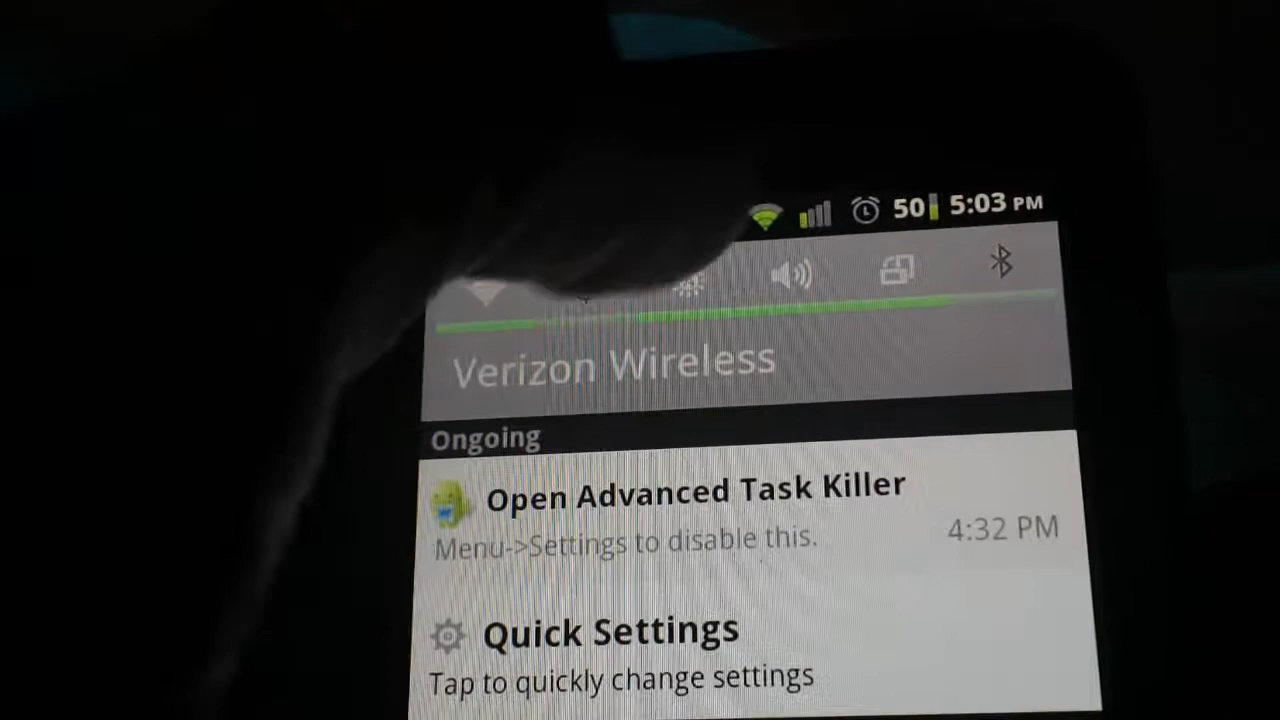 50 5:03 PM
Verizon Wireless
Ongoing
Open Advanced Task Killer
Menu->Settings to disable this. 4:32 PM
Quick Settings
Tap to quickly change settings